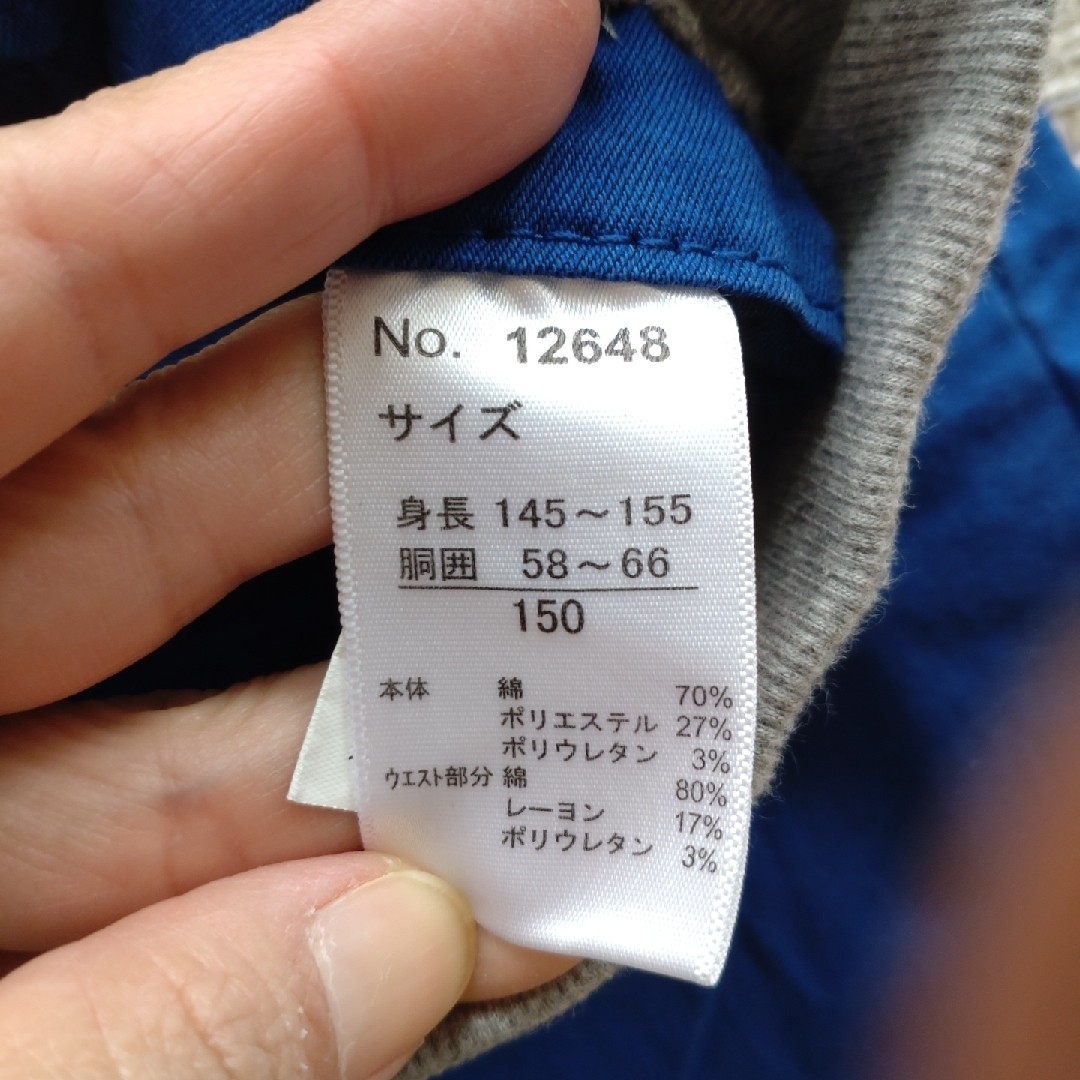 No. 12648
サイズ
身長 145～155
胴囲 58～66
150
本体 綿 70%
ポリエステル 27%
ポリウレタン 3%
ウエスト部分 綿 80%
レーヨン 17%
ポリウレタン 3%